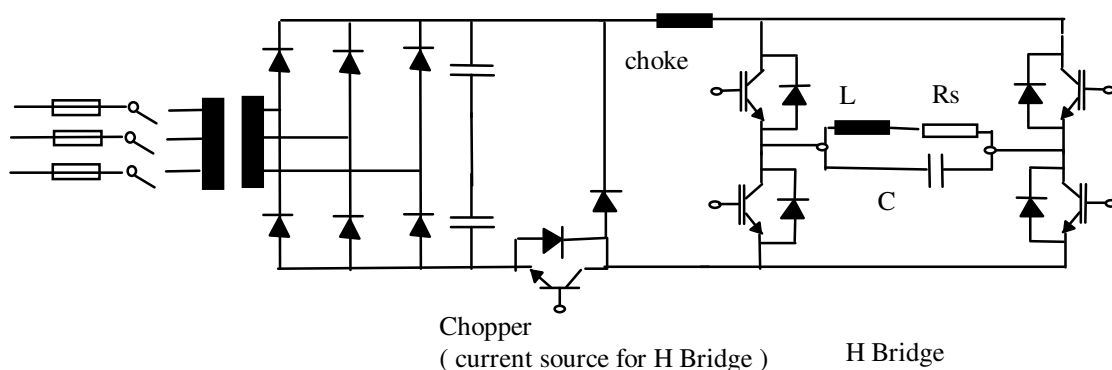 choke
L
Rs
C
Chopper
( current source for H Bridge )
H Bridge